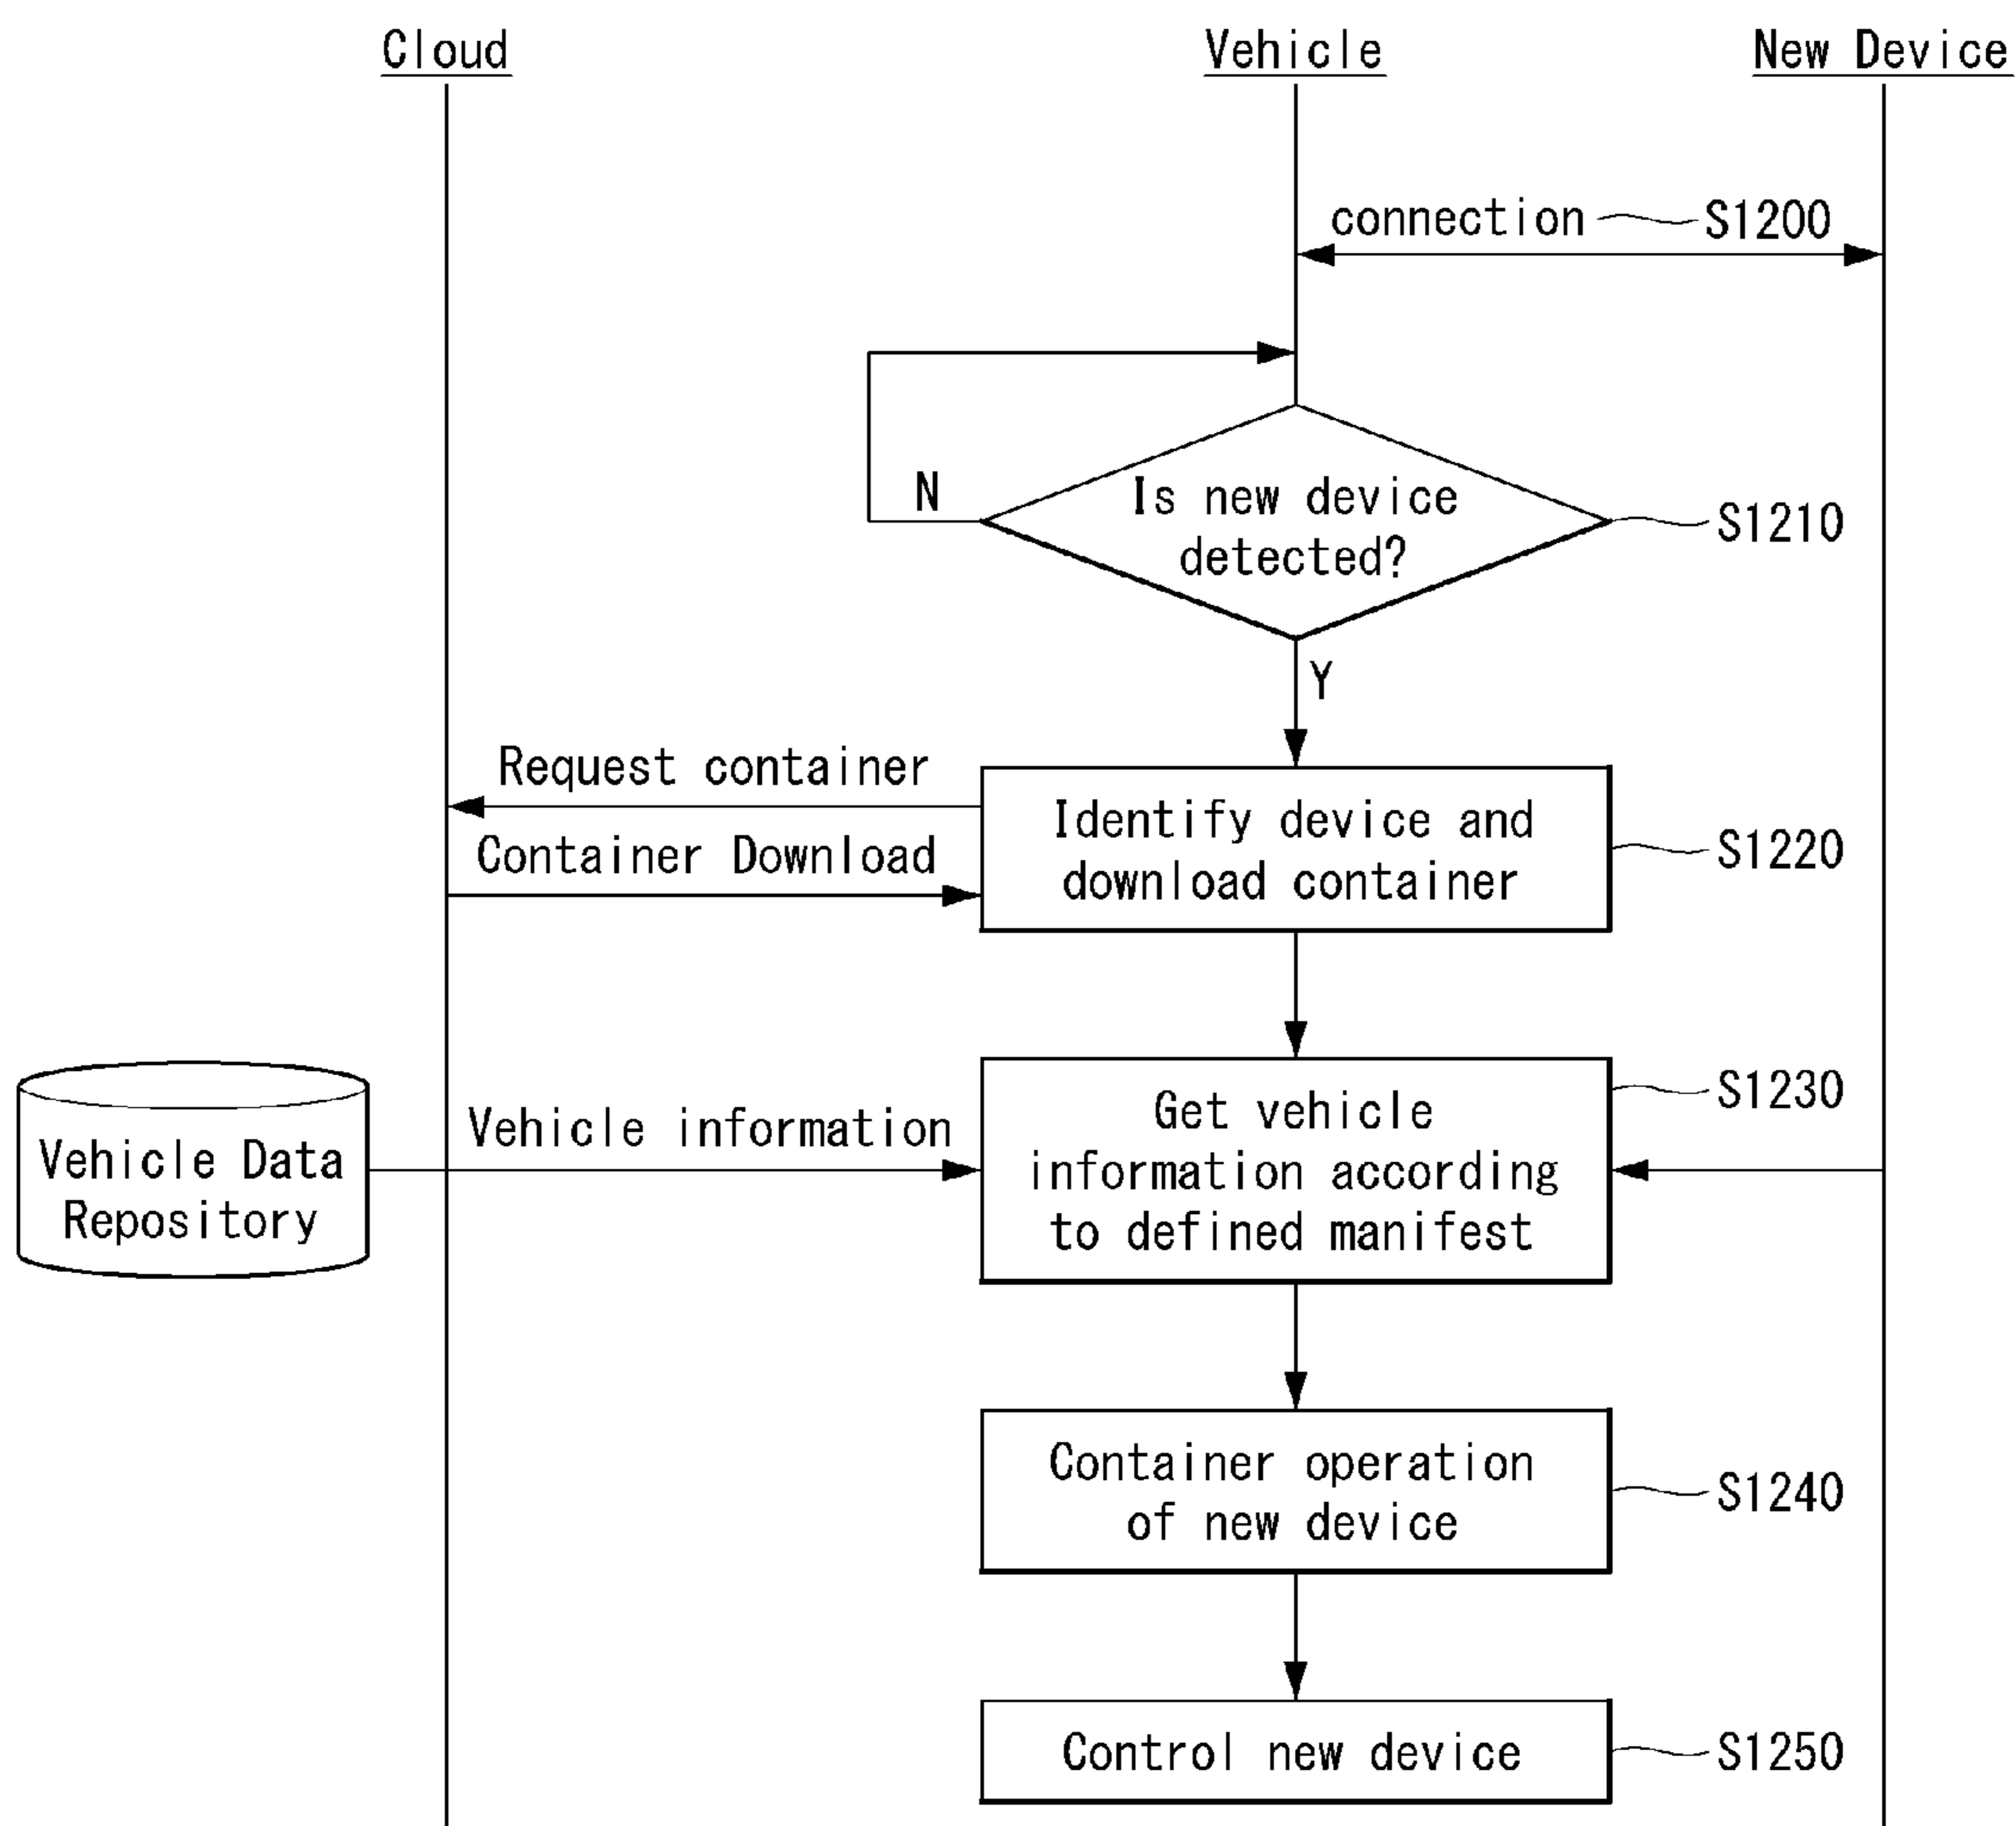 Cloud
Vehicle
New Device
connection
S1200
N
Is new device
detected?
S1210
Y
Request container
Container Download
Identify device and
download container
S1220
Vehicle Data
Repository
Vehicle information
Get vehicle
information according
to defined manifest
S1230
Container operation
of new device
S1240
Control new device
S1250